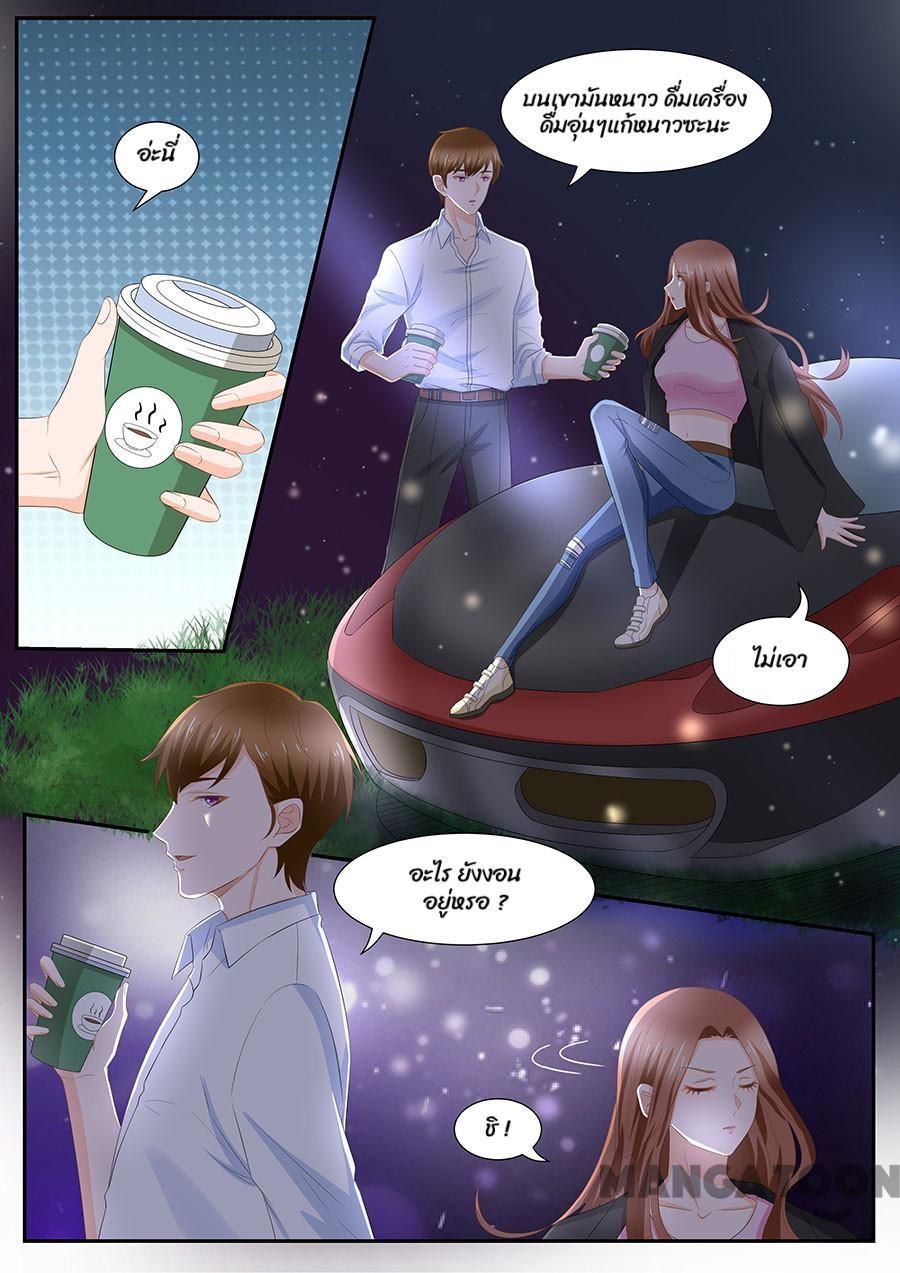 อ่ะนี่
บนเขามันหนาว ดื่มเครื่อง
ดื่มอุ่นๆแก้หนาวซะนะ
ไม่เอา
อะไร ยังงอน
อยู่หรอ ?
ชิ !
MANGATOON